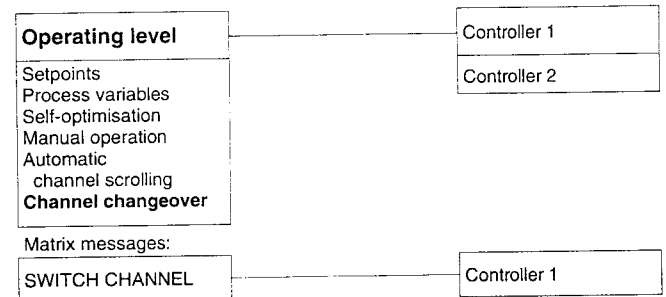 Operating level
Controller 1
Setpoints
Process variables
Self-optimisation
Manual operation
Automatic
channel scrolling
Channel changeover
Controller 2
Matrix messages:
SWITCH CHANNEL
Controller 1